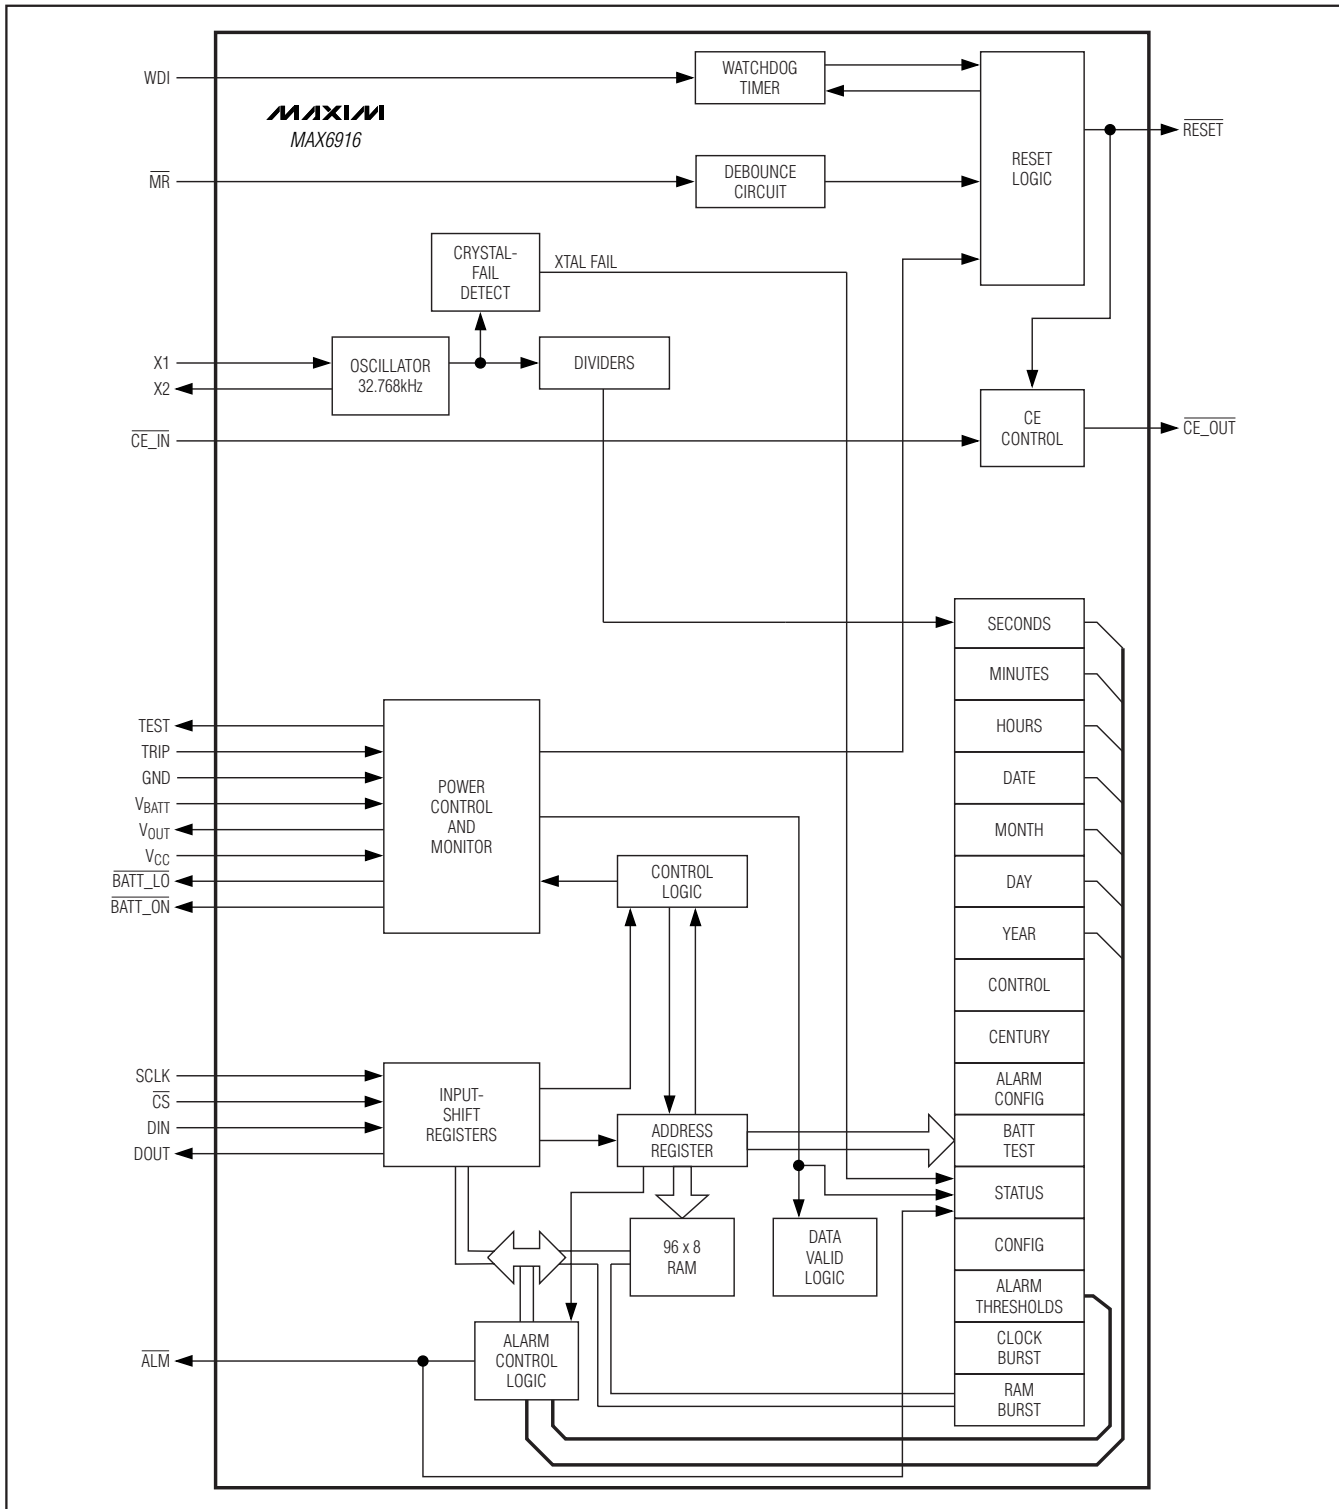 WDI
WATCHDOG
TIMER
MAXIM
MAX6916
RESET
LOGIC
RESET
MR
DEBOUNCE
CIRCUIT
CRYSTAL-
FAIL
DETECT
XTAL FAIL
X1
X2
OSCILLATOR
32.768kHz
DIVIDERS
CE_IN
CE
CONTROL
CE_OUT
SECONDS
MINUTES
HOURS
DATE
MONTH
DAY
YEAR
CONTROL
CENTURY
ALARM
CONFIG
BATT
TEST
STATUS
CONFIG
ALARM
THRESHOLDS
CLOCK
BURST
RAM
BURST
TEST
TRIP
GND
VBATT
VOUT
VCC
BATT_LO
BATT_ON
POWER
CONTROL
AND
MONITOR
CONTROL
LOGIC
SCLK
CS
DIN
DOUT
INPUT-
SHIFT
REGISTERS
ADDRESS
REGISTER
96 x 8
RAM
DATA
VALID
LOGIC
ALM
ALARM
CONTROL
LOGIC